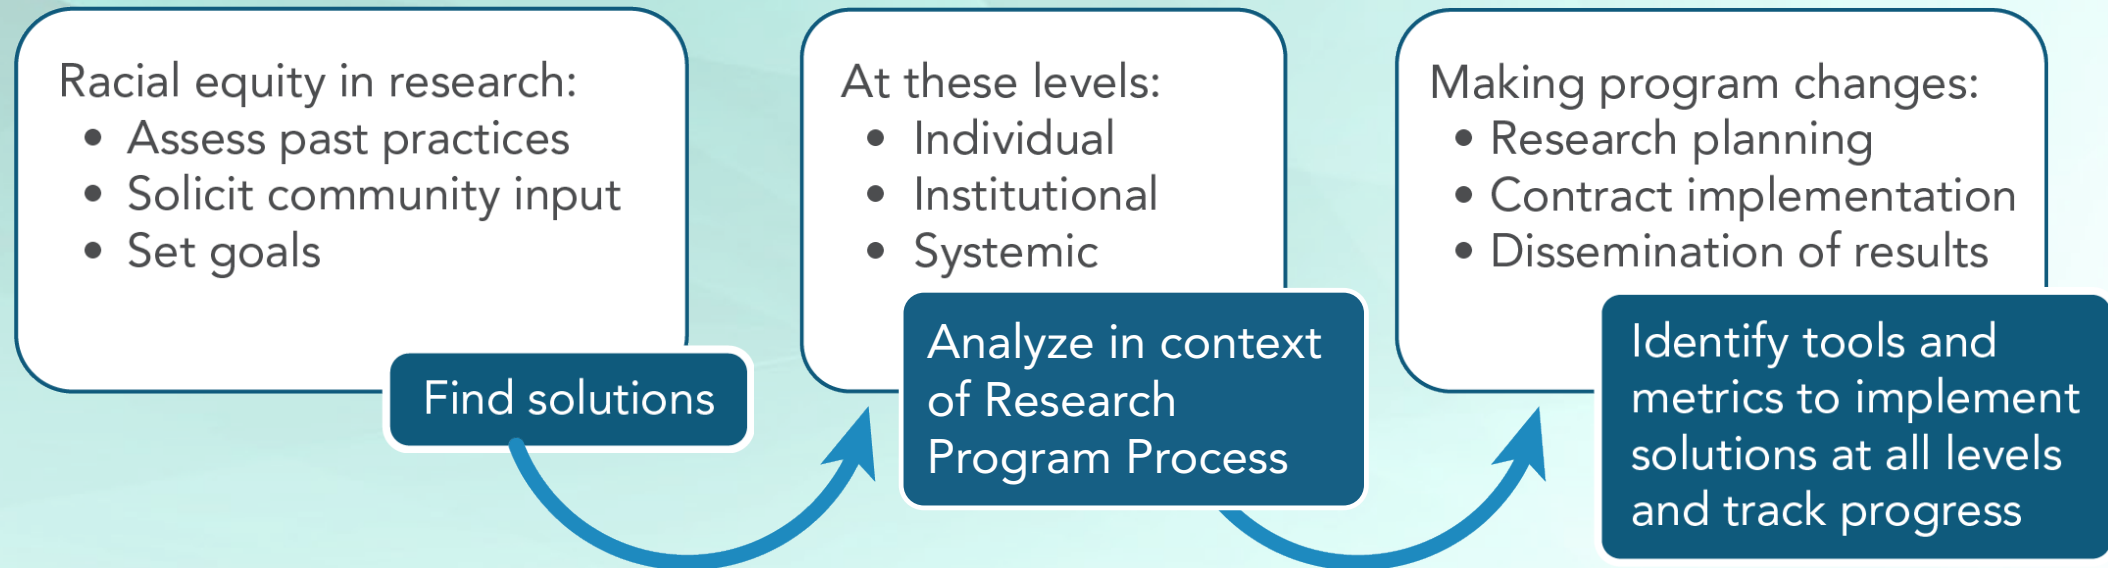 Racial equity in research:
• Assess past practices
• Solicit community input
• Set goals
Find solutions
At these levels:
• Individual
• Institutional
• Systemic
Analyze in context
of Research
Program Process
Making program changes:
• Research planning
• Contract implementation
• Dissemination of results
Identify tools and
metrics to implement
solutions at all levels
and track progress